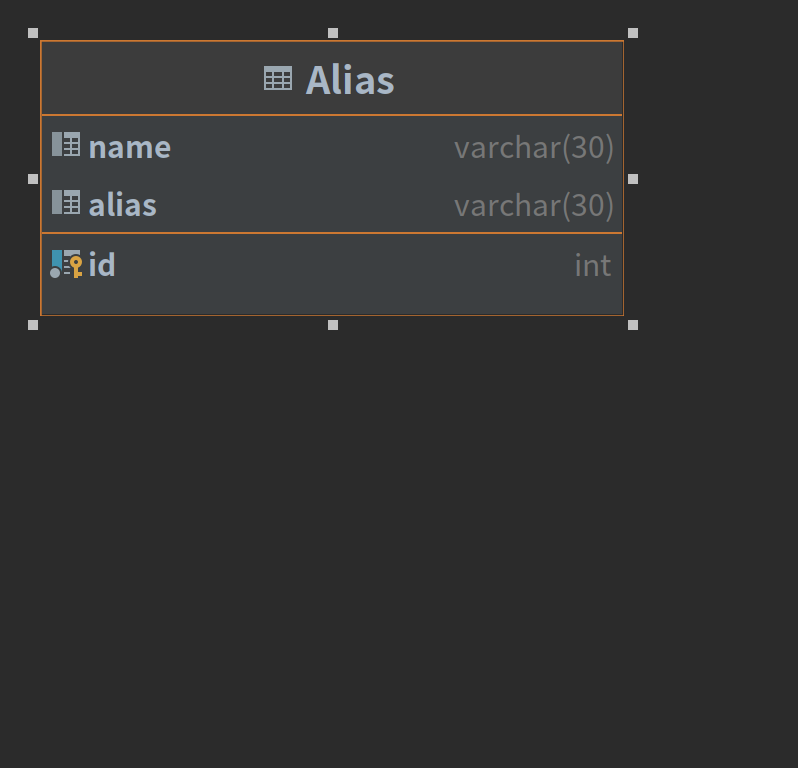 Alias
name varchar(30)
alias varchar(30)
id int